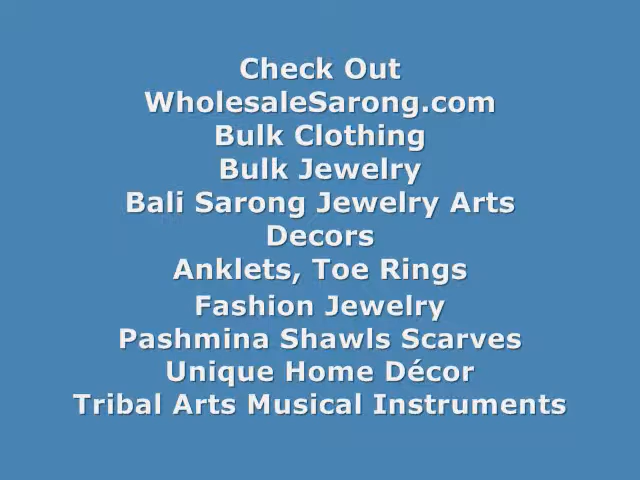 Check Out
WholesaleSarong.com
Bulk Clothing
Bulk Jewelry
Bali Sarong Jewelry Arts
Decors
Anklets, Toe Rings
Fashion Jewelry
Pashmina Shawls Scarves
Unique Home Décor
Tribal Arts Musical Instruments